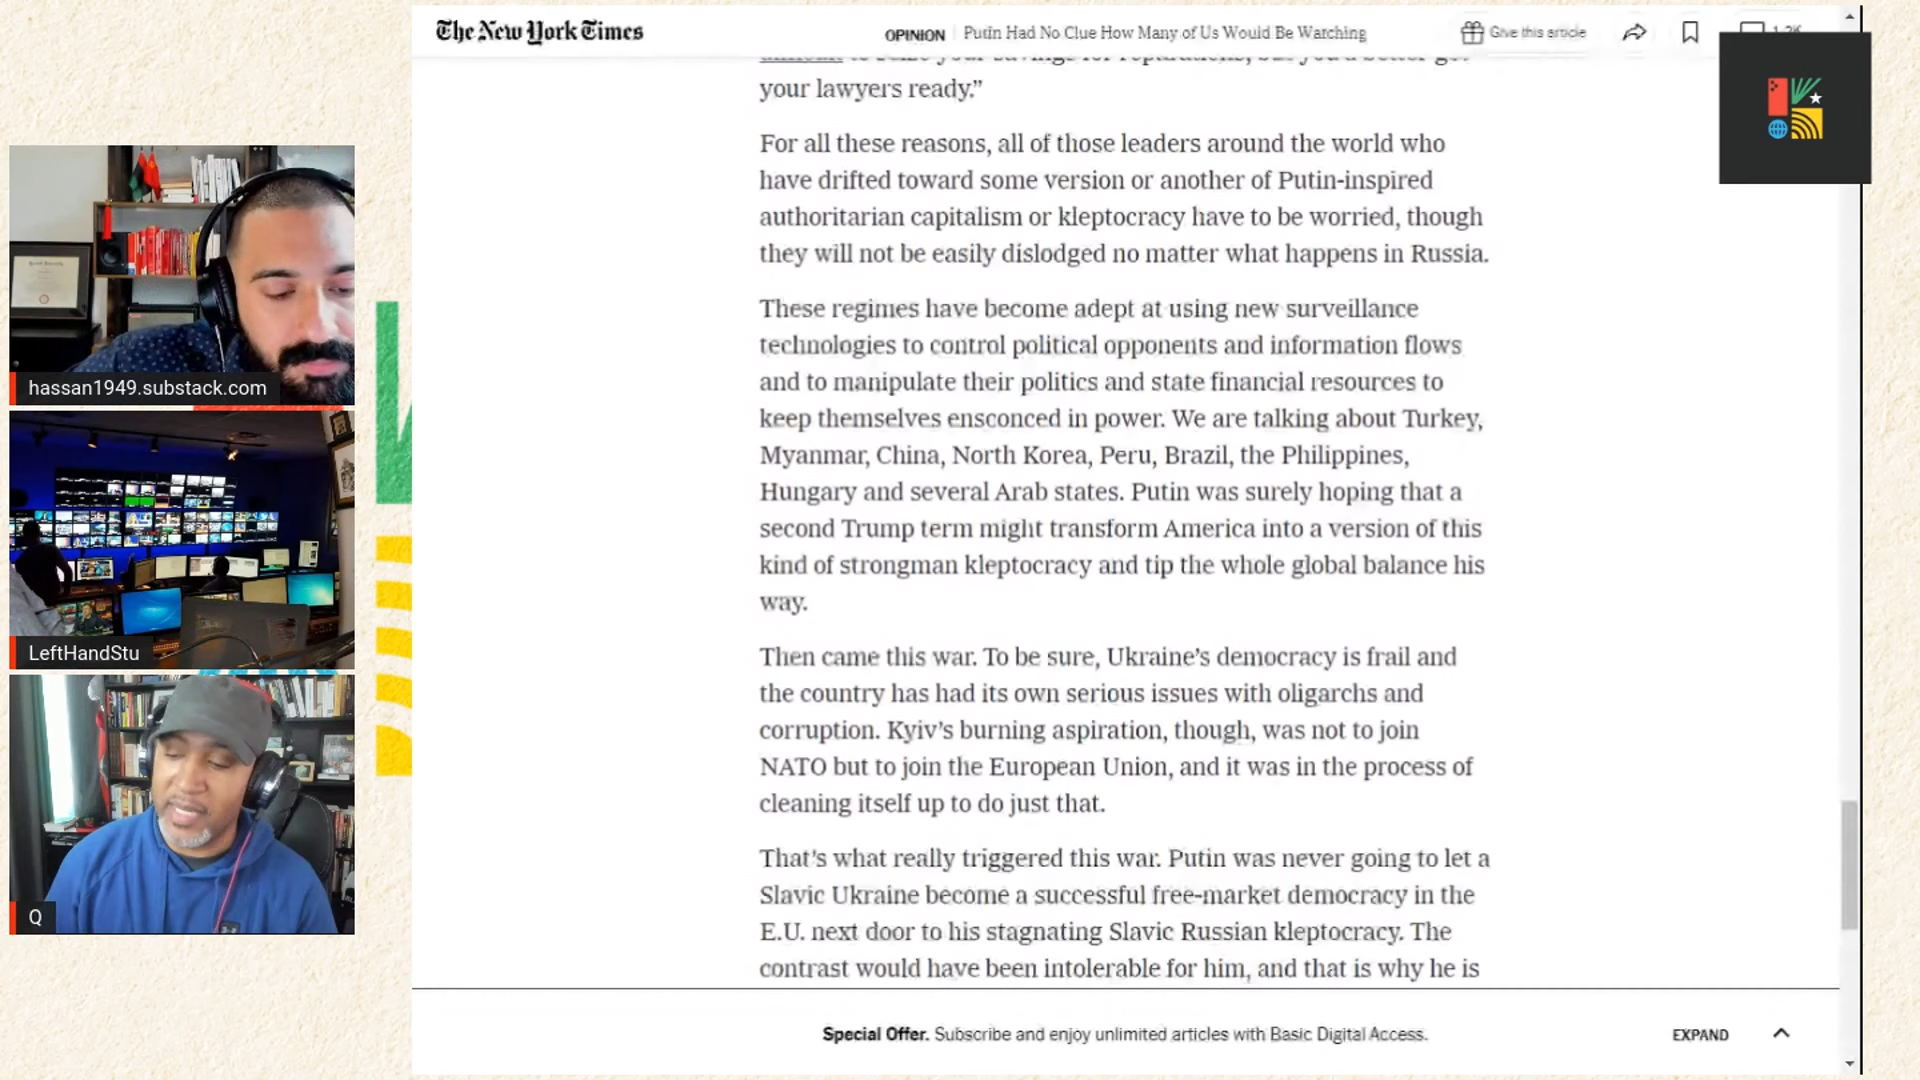 The New York Times
OPINION | Putin Had No Clue How Many of Us Would Be Watching
Give this article
your lawyers ready.”
For all these reasons, all of those leaders around the world who
have drifted toward some version or another of Putin-inspired
authoritarian capitalism or kleptocracy have to be worried, though
they will not be easily dislodged no matter what happens in Russia.
These regimes have become adept at using new surveillance
technologies to control political opponents and information flows
and to manipulate their politics and state financial resources to
keep themselves ensconced in power. We are talking about Turkey,
Myanmar, China, North Korea, Peru, Brazil, the Philippines,
Hungary and several Arab states. Putin was surely hoping that a
second Trump term might transform America into a version of this
kind of strongman kleptocracy and tip the whole global balance his
way.
Then came this war. To be sure, Ukraine’s democracy is frail and
the country has had its own serious issues with oligarchs and
corruption. Kyiv’s burning aspiration, though, was not to join
NATO but to join the European Union, and it was in the process of
cleaning itself up to do just that.
That’s what really triggered this war. Putin was never going to let a
Slavic Ukraine become a successful free-market democracy in the
E.U. next door to his stagnating Slavic Russian kleptocracy. The
contrast would have been intolerable for him, and that is why he is
Special Offer. Subscribe and enjoy unlimited articles with Basic Digital Access.
EXPAND
hassan1949.substack.com
LeftHandStu
Q